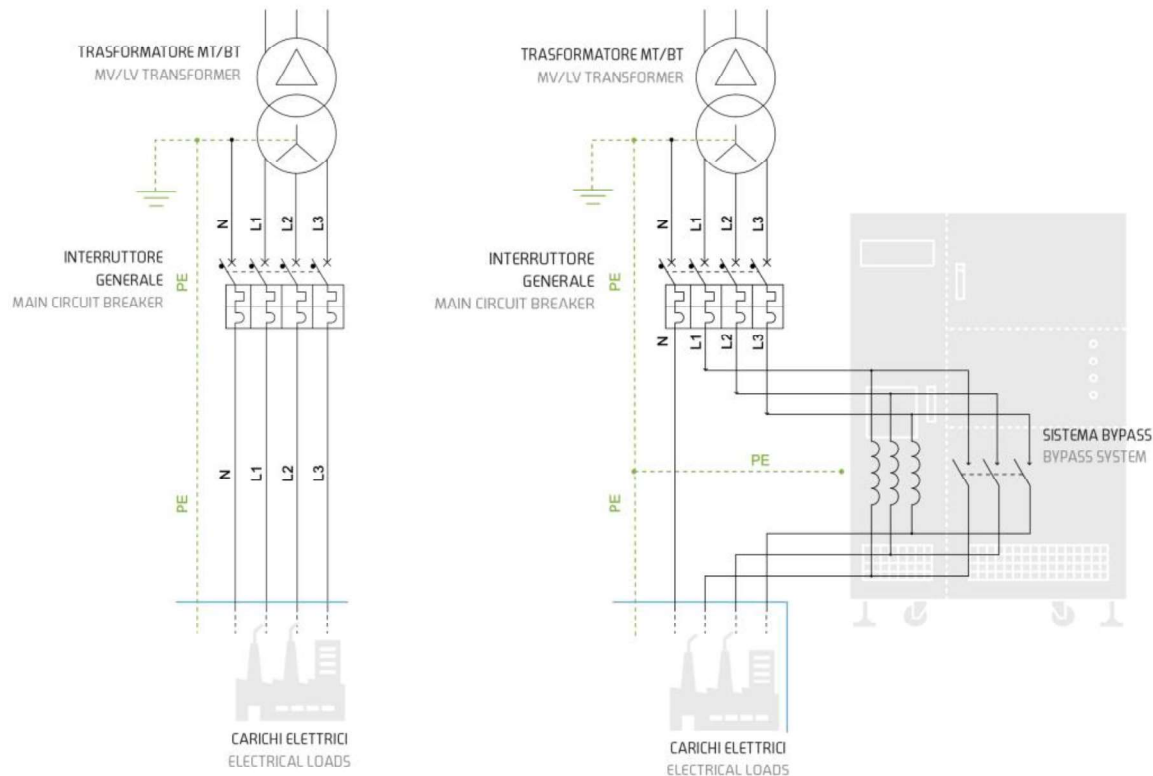 TRASFORMATORE MT/BT
MV/LV TRANSFORMER
N
L1
L2
L3
INTERRUTTORE
GENERALE
MAIN CIRCUIT BREAKER
PE
N
L1
L2
L3
PE
CARICHI ELETTRICI
ELECTRICAL LOADS
TRASFORMATORE MT/BT
MV/LV TRANSFORMER
N
L1
L2
L3
INTERRUTTORE
GENERALE
MAIN CIRCUIT BREAKER
PE
N
L1
L2
L3
SISTEMA BYPASS
BYPASS SYSTEM
PE
PE
CARICHI ELETTRICI
ELECTRICAL LOADS